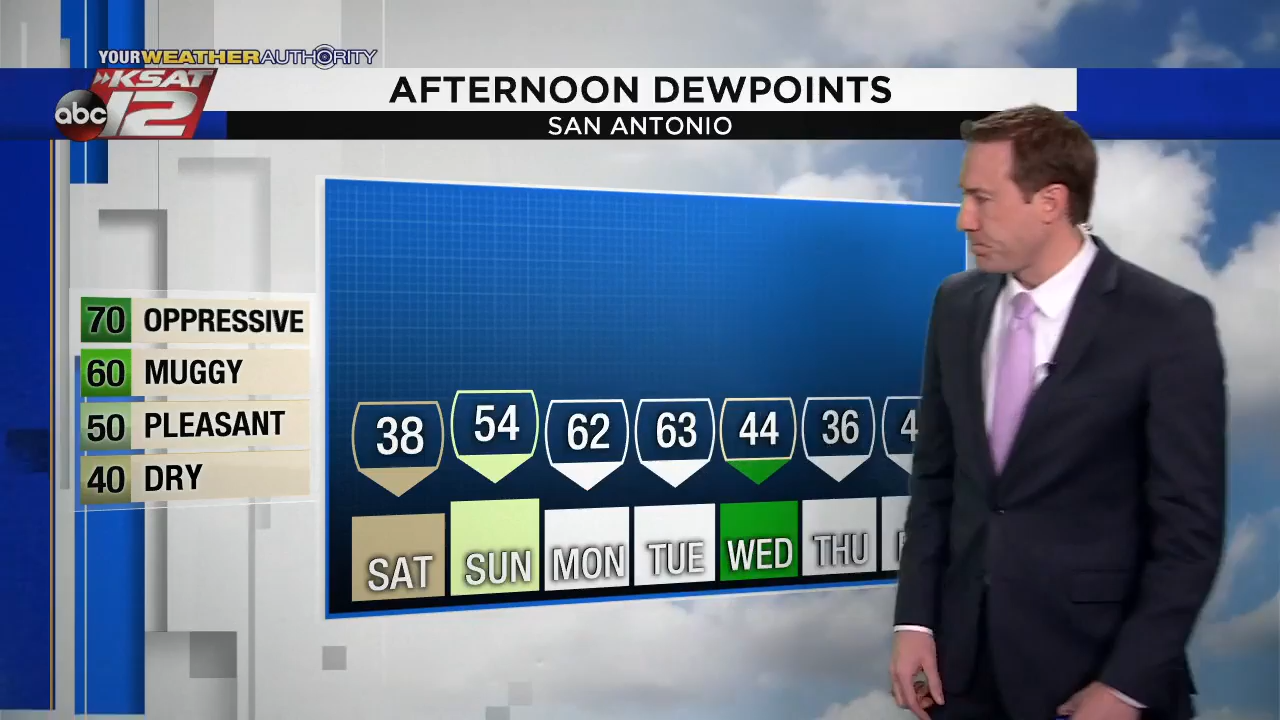 YOURWEATHERAUTHORITY
KSAT
abc 12
AFTERNOON DEWPOINTS
SAN ANTONIO
70 OPPRESSIVE
60 MUGGY
50 PLEASANT
40 DRY
38 54 62 63 44 36 4
SAT SUN MON TUE WED THU